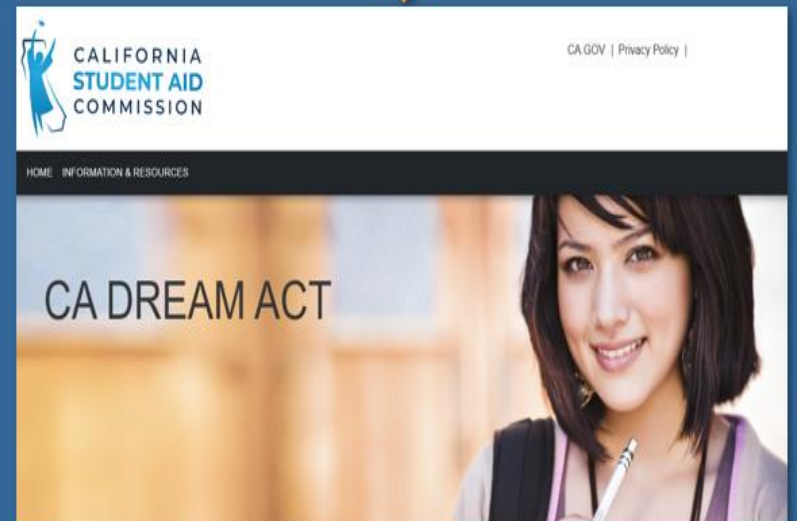 CALIFORNIA
STUDENT AID
COMMISSION
CA.GOV | Privacy Policy |
HOME INFORMATION & RESOURCES
CA DREAM ACT